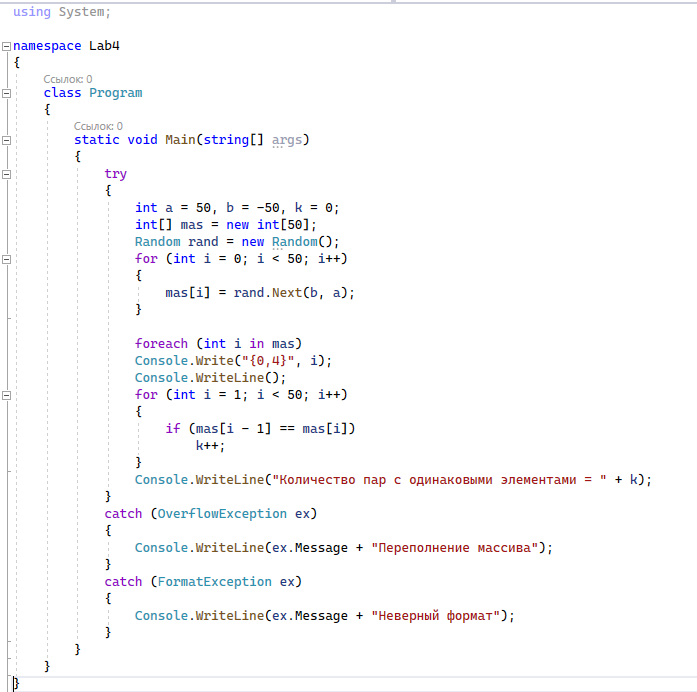 using System;
namespace Lab4
{
Ссылок: 0
class Program
{
Ссылок: 0
static void Main(string[] args)
{
try
{
int a = 50, b = -50, k = 0;
int[] mas = new int[50];
Random rand = new Random();
for (int i = 0; i < 50; i++)
{
mas[i] = rand.Next(b, a);
}
foreach (int i in mas)
Console.Write("{0,4}", i);
Console.WriteLine();
for (int i = 1; i < 50; i++)
{
if (mas[i - 1] == mas[i])
k++;
}
Console.WriteLine("Количество пар с одинаковыми элементами = " + k);
}
catch (OverflowException ex)
{
Console.WriteLine(ex.Message + "Переполнение массива");
}
catch (FormatException ex)
{
Console.WriteLine(ex.Message + "Неверный формат");
}
}
}
}